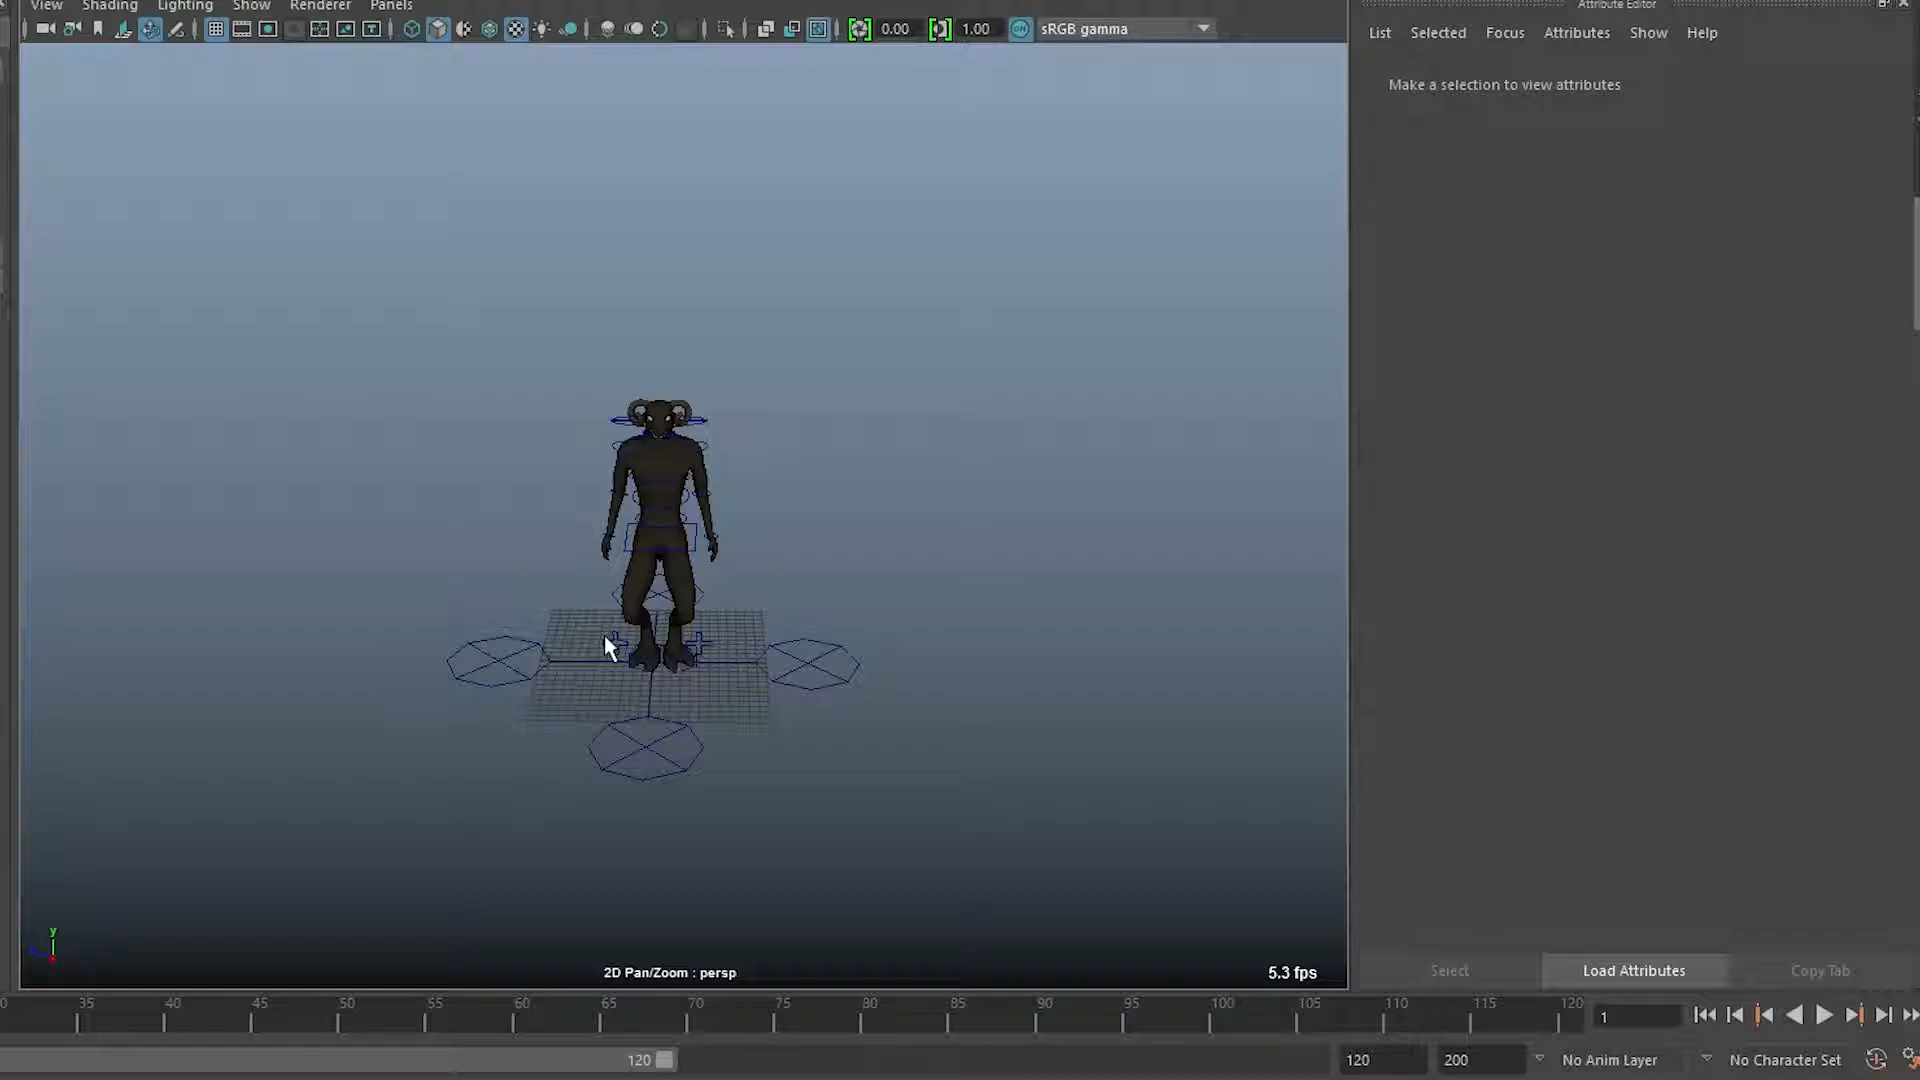 View Shading Lighting Show Renderer Panels
0.00 1.00 ON sRGB gamma
Attribute Editor
List Selected Focus Attributes Show Help
Make a selection to view attributes
y
2D Pan/Zoom : persp
5.3 fps
Select Load Attributes Copy Tab
0 35 40 45 50 55 60 65 70 75 80 85 90 95 100 105 110 115 120
1
120
120 200 No Anim Layer No Character Set